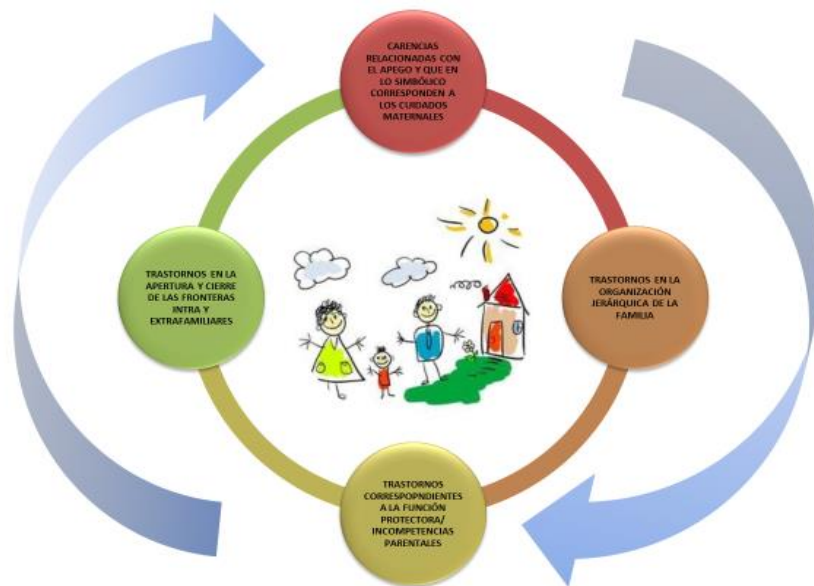 CARENCIAS
RELACIONADAS CON
EL APEGO Y QUE EN
LO SIMBÓLICO
CORRESPONDEN A
LOS CUIDADOS
MATERNALES
TRASTORNOS EN LA
APERTURA Y CIERRE
DE LAS FRONTERAS
INTRA Y
EXTRAFAMILIARES
TRASTORNOS EN LA
ORGANIZACIÓN
JERÁRQUICA DE LA
FAMILIA
TRASTORNOS
CORRESPOPNDIENTES
A LA FUNCIÓN
PROTECTORA/
INCOMPETENCIAS
PARENTALES